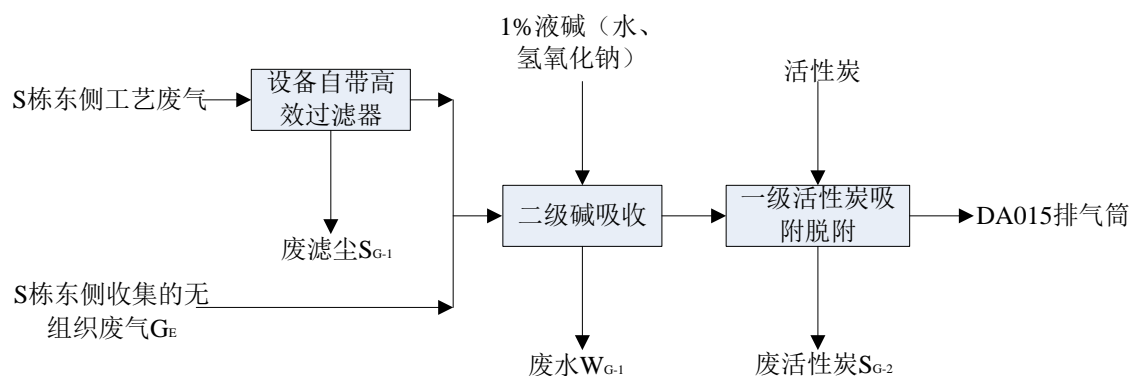 1%液碱（水、
氢氧化钠）
活性炭
S栋东侧工艺废气
设备自带高
效过滤器
二级碱吸收
一级活性炭吸
附脱附
DA015排气筒
废滤尘SG-1
S栋东侧收集的无
组织废气GE
废水WG-1
废活性炭SG-2